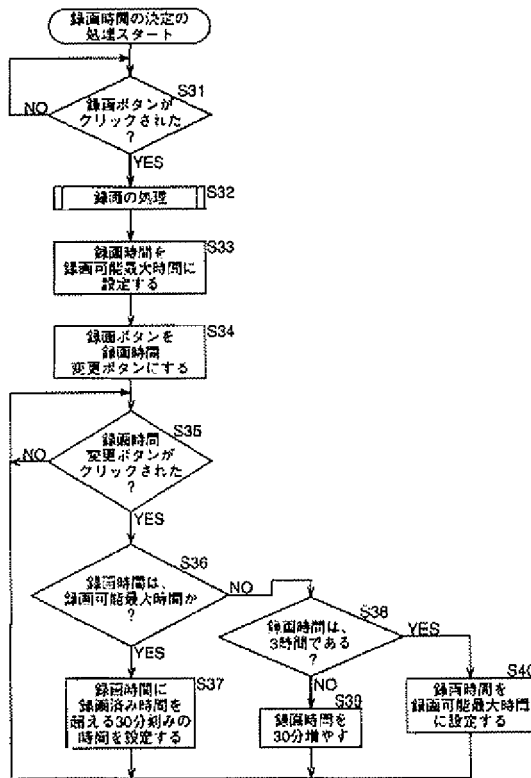 録画時間の決定の
処理スタート
S31
録画ボタンが
クリックされた
?
NO
YES
録画の処理
S32
S33
録画時間を
録画可能最大時間に
設定する
S34
録画ボタンを
録画時間
変更ボタンにする
S35
録画時間
変更ボタンが
クリックされた
?
NO
YES
S36
録画時間は、
録画可能最大時間か
?
NO
YES
S38
録画時間は、
3時間である
?
YES
NO
S37
録画時間に
録画済み時間を
超える30分刻みの
時間を設定する
S39
録画時間を
30分増やす
S40
録画時間を
録画可能最大時間
に設定する